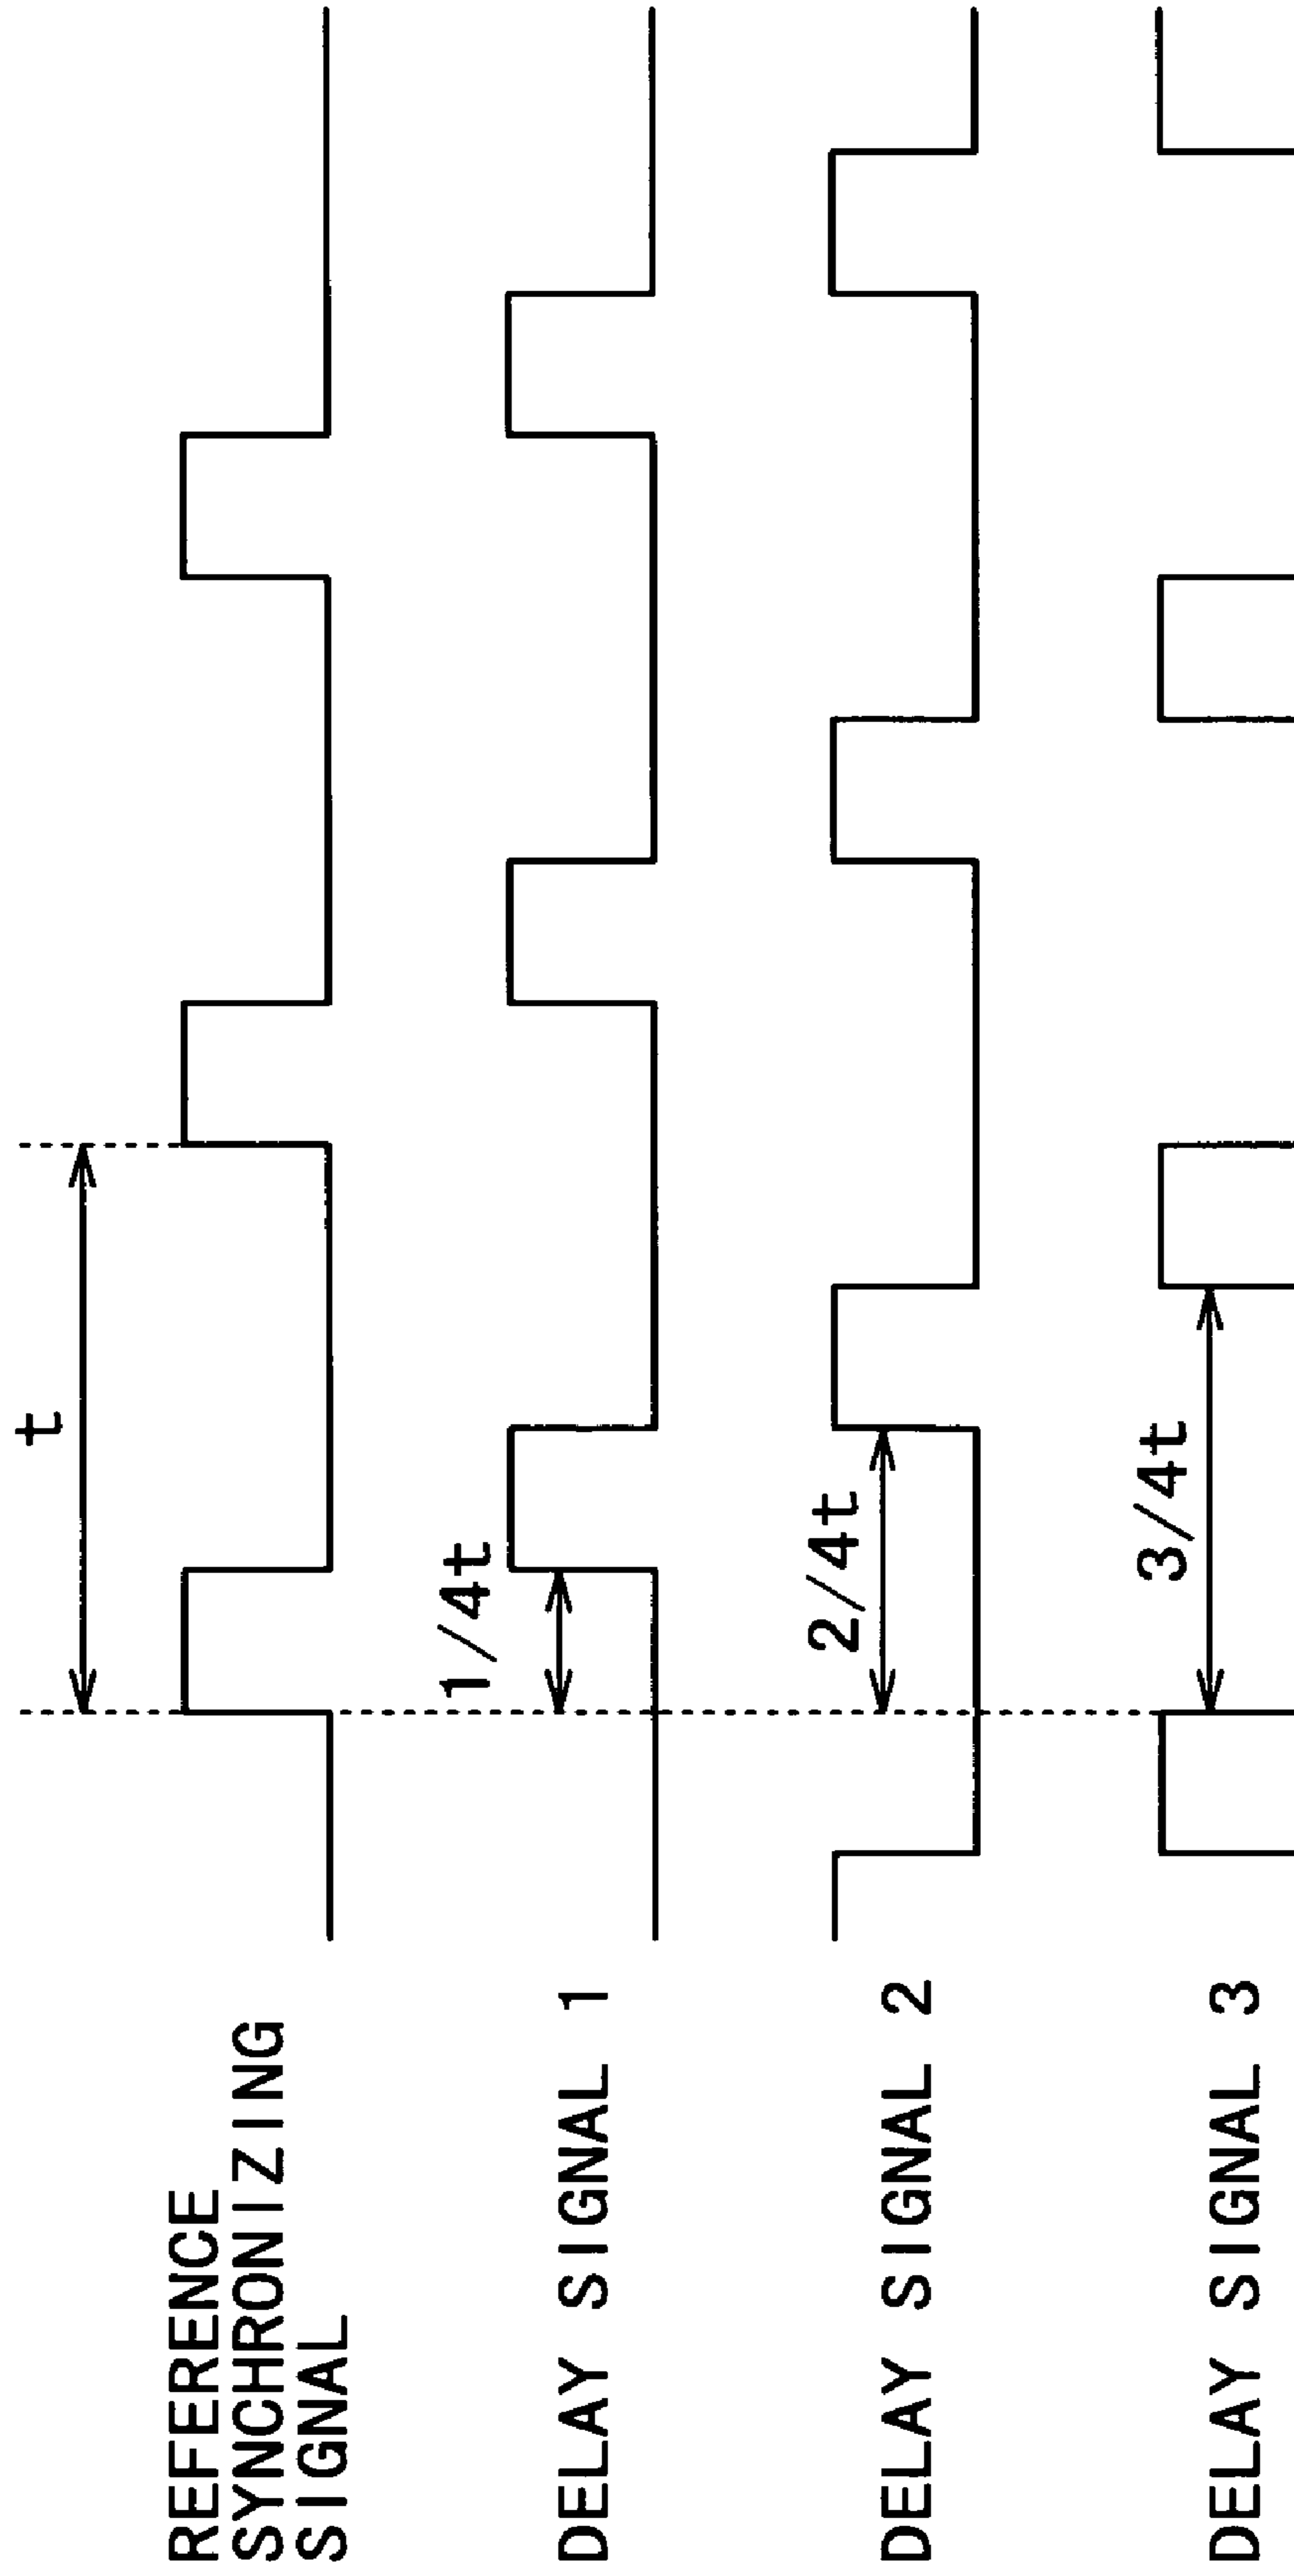 t
REFERENCE
SYNCHRONIZING
SIGNAL
1/4t
DELAY SIGNAL 1
2/4t
DELAY SIGNAL 2
3/4t
DELAY SIGNAL 3